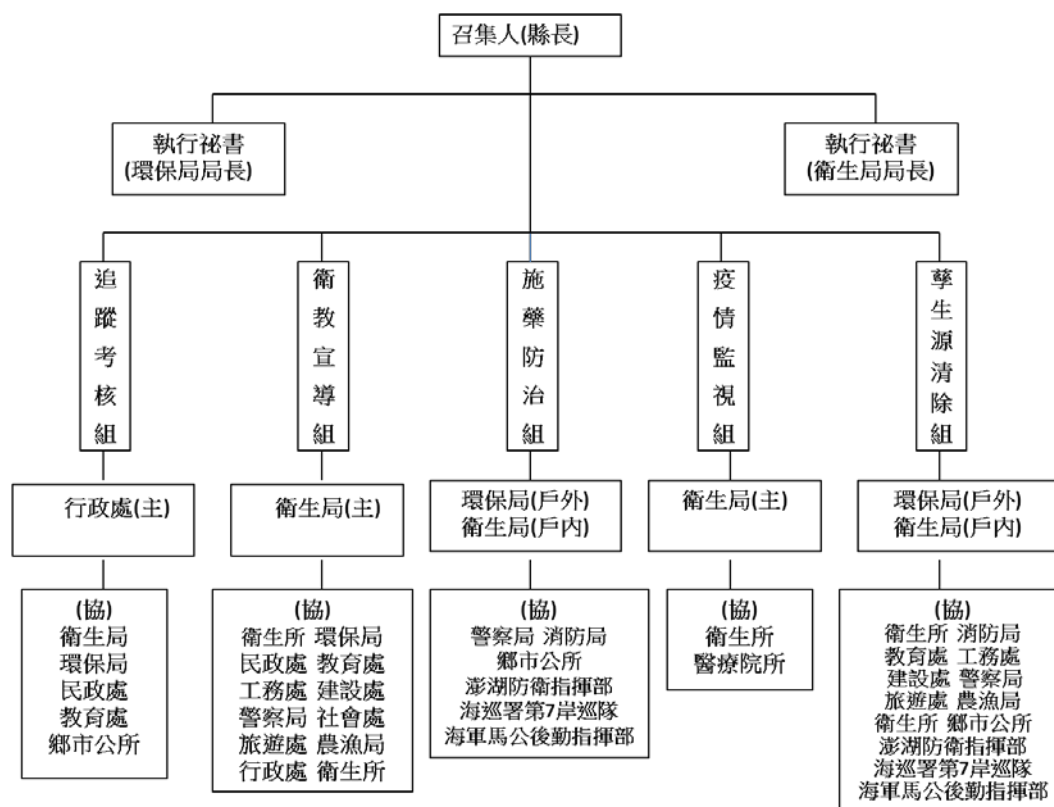 召集人(縣長)
執行祕書
(環保局局長)
執行祕書
(衛生局局長)
追蹤考核組
衛教宣導組
施藥防治組
疫情監視組
孳生源清除組
行政處(主)
衛生局(主)
環保局(戶外)
衛生局(戶內)
衛生局(主)
環保局(戶外)
衛生局(戶內)
(協)
衛生局
環保局
民政處
教育處
鄉市公所
(協)
衛生所 環保局
民政處 教育處
工務處 建設處
警察局 社會處
旅遊處 農漁局
行政處 衛生所
(協)
警察局 消防局
鄉市公所
澎湖防衛指揮部
海巡署第7岸巡隊
海軍馬公後勤指揮部
(協)
衛生所
醫療院所
(協)
衛生所 消防局
教育處 工務處
建設處 警察局
旅遊處 農漁局
衛生所 鄉市公所
澎湖防衛指揮部
海巡署第7岸巡隊
海軍馬公後勤指揮部